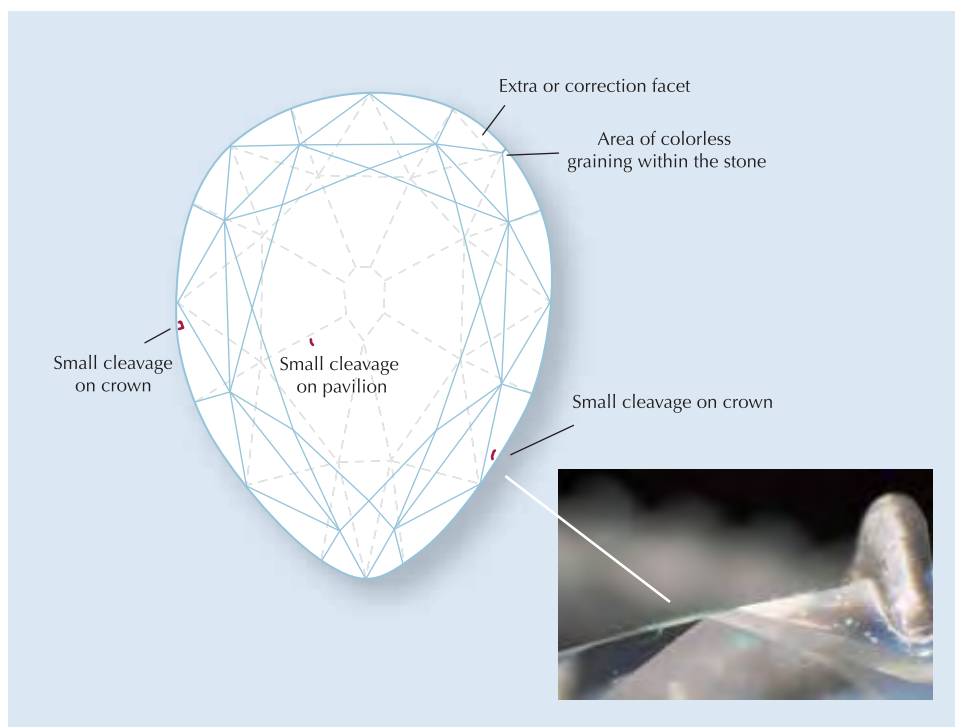 Extra or correction facet
Area of colorless
graining within the stone
Small cleavage
on crown
Small cleavage
on pavilion
Small cleavage on crown